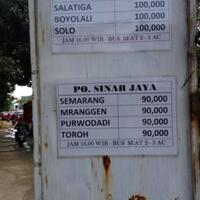 SALATIGA 100,000
BOYOLALI 100,000
SOLO 100,000
JAM 16.00 WIB - BUS SEAT 2 - 3 AC
PO. SINAR JAYA
SEMARANG 90,000
MRANGGEN 90,000
PURWODADI 90,000
TOROH 90,000
JAM 16.00 WIB - BUS SEAT 2 - 3 AC